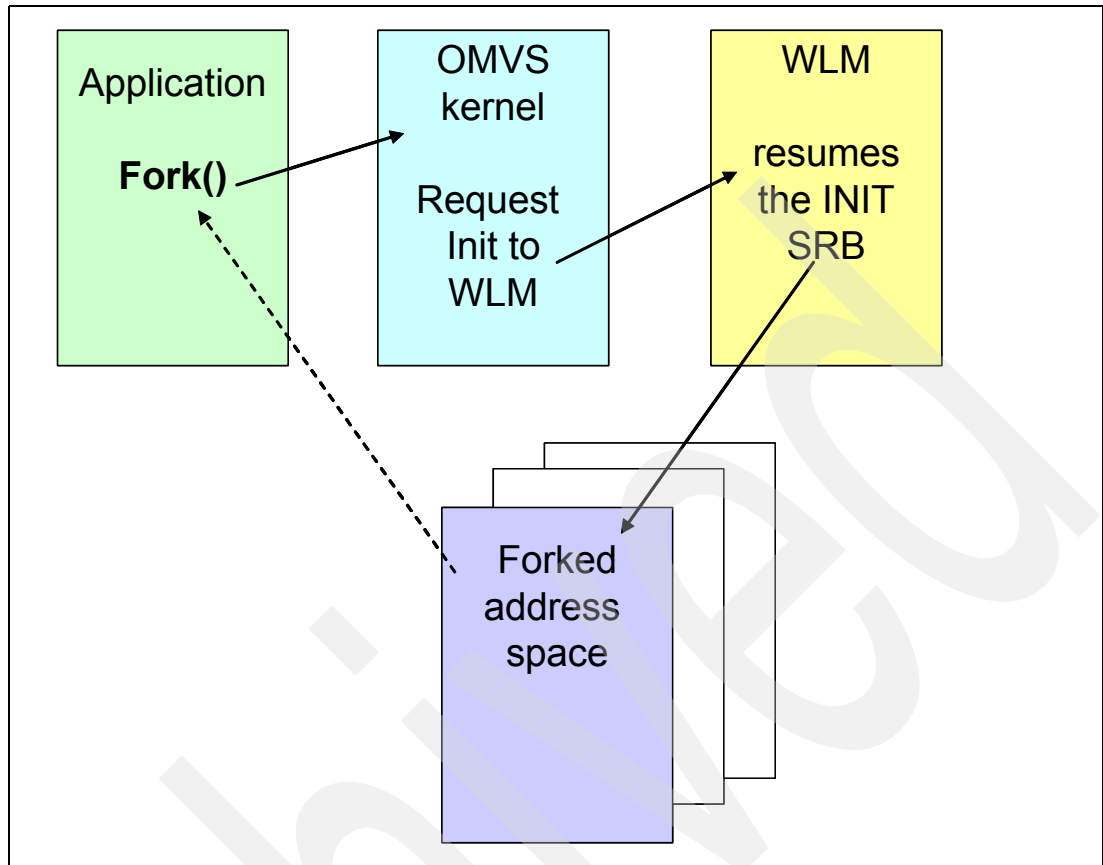 Application
Fork()
OMVS
kernel
Request
Init to
WLM
WLM
resumes
the INIT
SRB
Forked
address
space